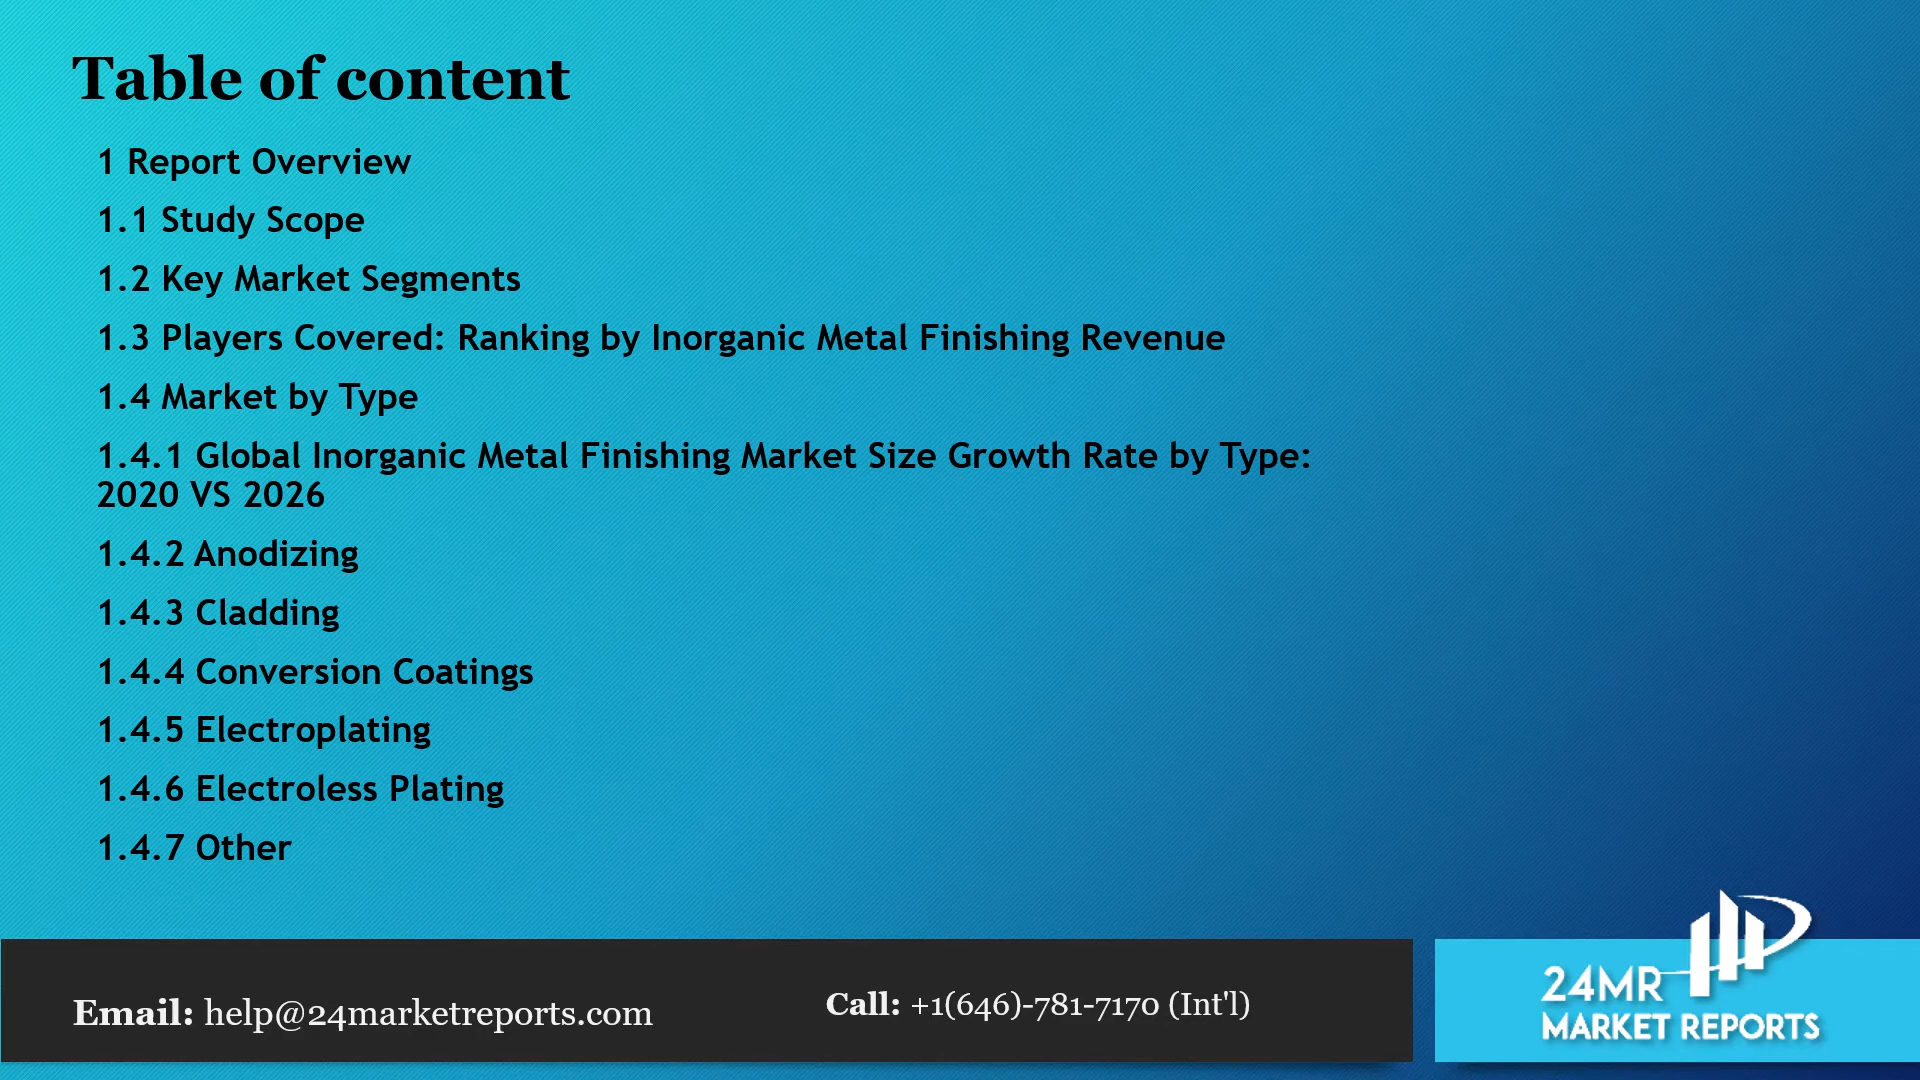 Table of content
1 Report Overview
1.1 Study Scope
1.2 Key Market Segments
1.3 Players Covered: Ranking by Inorganic Metal Finishing Revenue
1.4 Market by Type
1.4.1 Global Inorganic Metal Finishing Market Size Growth Rate by Type:
2020 VS 2026
1.4.2 Anodizing
1.4.3 Cladding
1.4.4 Conversion Coatings
1.4.5 Electroplating
1.4.6 Electroless Plating
1.4.7 Other
Email: help@24marketreports.com
Call: +1(646)-781-7170 (Int'l)
24MR
MARKET REPORTS